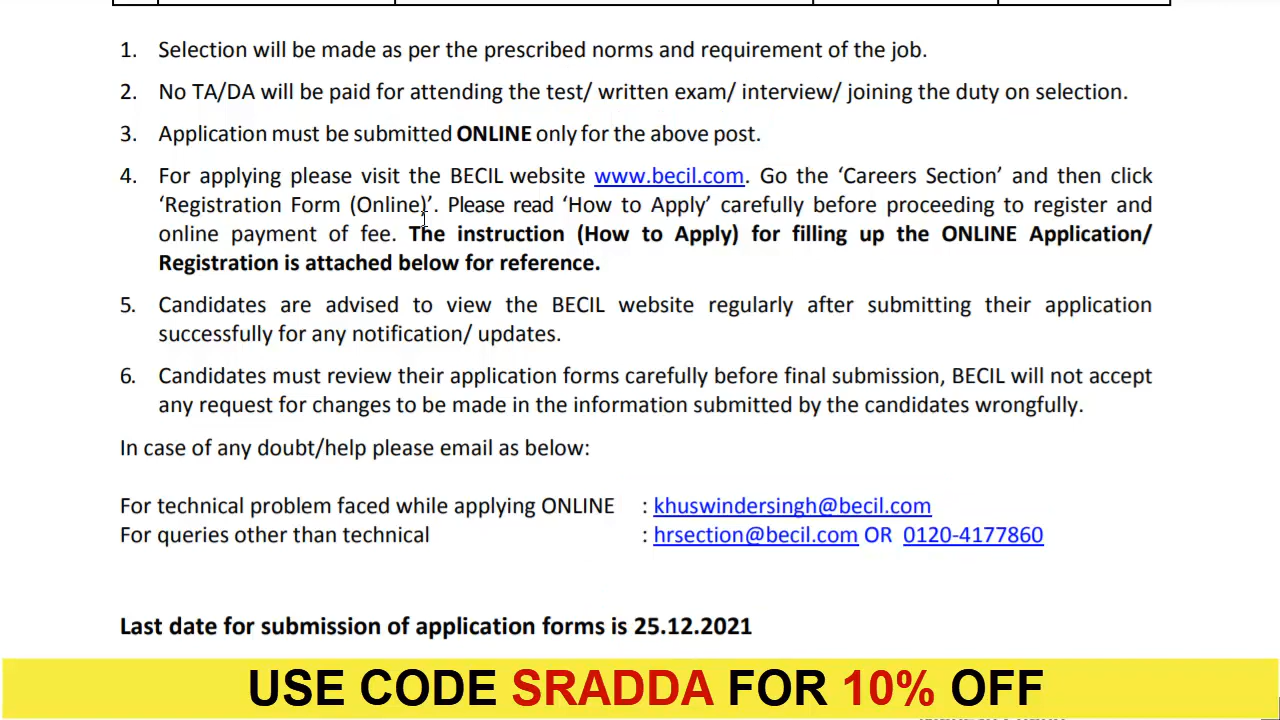 1. Selection will be made as per the prescribed norms and requirement of the job.
2. No TA/DA will be paid for attending the test/ written exam/ interview/ joining the duty on selection.
3. Application must be submitted ONLINE only for the above post.
4. For applying please visit the BECIL website www.becil.com. Go the ‘Careers Section’ and then click
‘Registration Form (Online)’. Please read ‘How to Apply’ carefully before proceeding to register and
online payment of fee. The instruction (How to Apply) for filling up the ONLINE Application/
Registration is attached below for reference.
5. Candidates are advised to view the BECIL website regularly after submitting their application
successfully for any notification/ updates.
6. Candidates must review their application forms carefully before final submission, BECIL will not accept
any request for changes to be made in the information submitted by the candidates wrongfully.
In case of any doubt/help please email as below:
For technical problem faced while applying ONLINE : khuswindersingh@becil.com
For queries other than technical : hrsection@becil.com OR 0120-4177860
Last date for submission of application forms is 25.12.2021
USE CODE SRADDA FOR 10% OFF